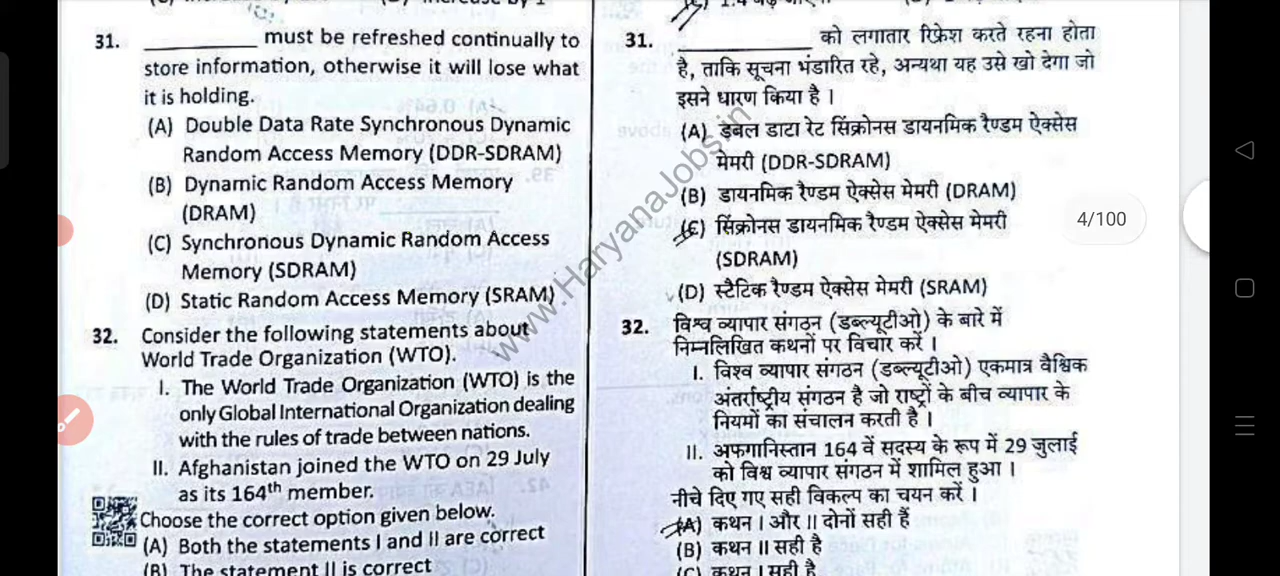 31. __________ must be refreshed continually to
store information, otherwise it will lose what
it is holding.
(A) Double Data Rate Synchronous Dynamic
Random Access Memory (DDR-SDRAM)
(B) Dynamic Random Access Memory
(DRAM)
(C) Synchronous Dynamic Random Access
Memory (SDRAM)
(D) Static Random Access Memory (SRAM)
32. Consider the following statements about
World Trade Organization (WTO).
I. The World Trade Organization (WTO) is the
only Global International Organization dealing
with the rules of trade between nations.
II. Afghanistan joined the WTO on 29 July
as its 164th member.
Choose the correct option given below.
(A) Both the statements I and II are correct
(B) The statement II is correct
31. __________ को लगातार रिफ्रेश करते रहना होता
है, ताकि सूचना भंडारित रहे, अन्यथा यह उसे खो देगा जो
इसने धारण किया है ।
(A) डबल डाटा रेट सिंक्रोनस डायनमिक रैण्डम ऐक्सेस
मेमरी (DDR-SDRAM)
(B) डायनमिक रैण्डम ऐक्सेस मेमरी (DRAM)
(C) सिंक्रोनस डायनमिक रैण्डम ऐक्सेस मेमरी
(SDRAM)
(D) स्टैटिक रैण्डम ऐक्सेस मेमरी (SRAM)
32. विश्व व्यापार संगठन (डब्ल्यूटीओ) के बारे में
निम्नलिखित कथनों पर विचार करें ।
I. विश्व व्यापार संगठन (डब्ल्यूटीओ) एकमात्र वैश्विक
अंतर्राष्ट्रीय संगठन है जो राष्ट्रों के बीच व्यापार के
नियमों का संचालन करती है ।
II. अफगानिस्तान 164 वें सदस्य के रूप में 29 जुलाई
को विश्व व्यापार संगठन में शामिल हुआ ।
नीचे दिए गए सही विकल्प का चयन करें ।
(A) कथन I और II दोनों सही हैं
(B) कथन II सही है
(C) कथन I सही है
www.HaryanaJobs.in
4/100